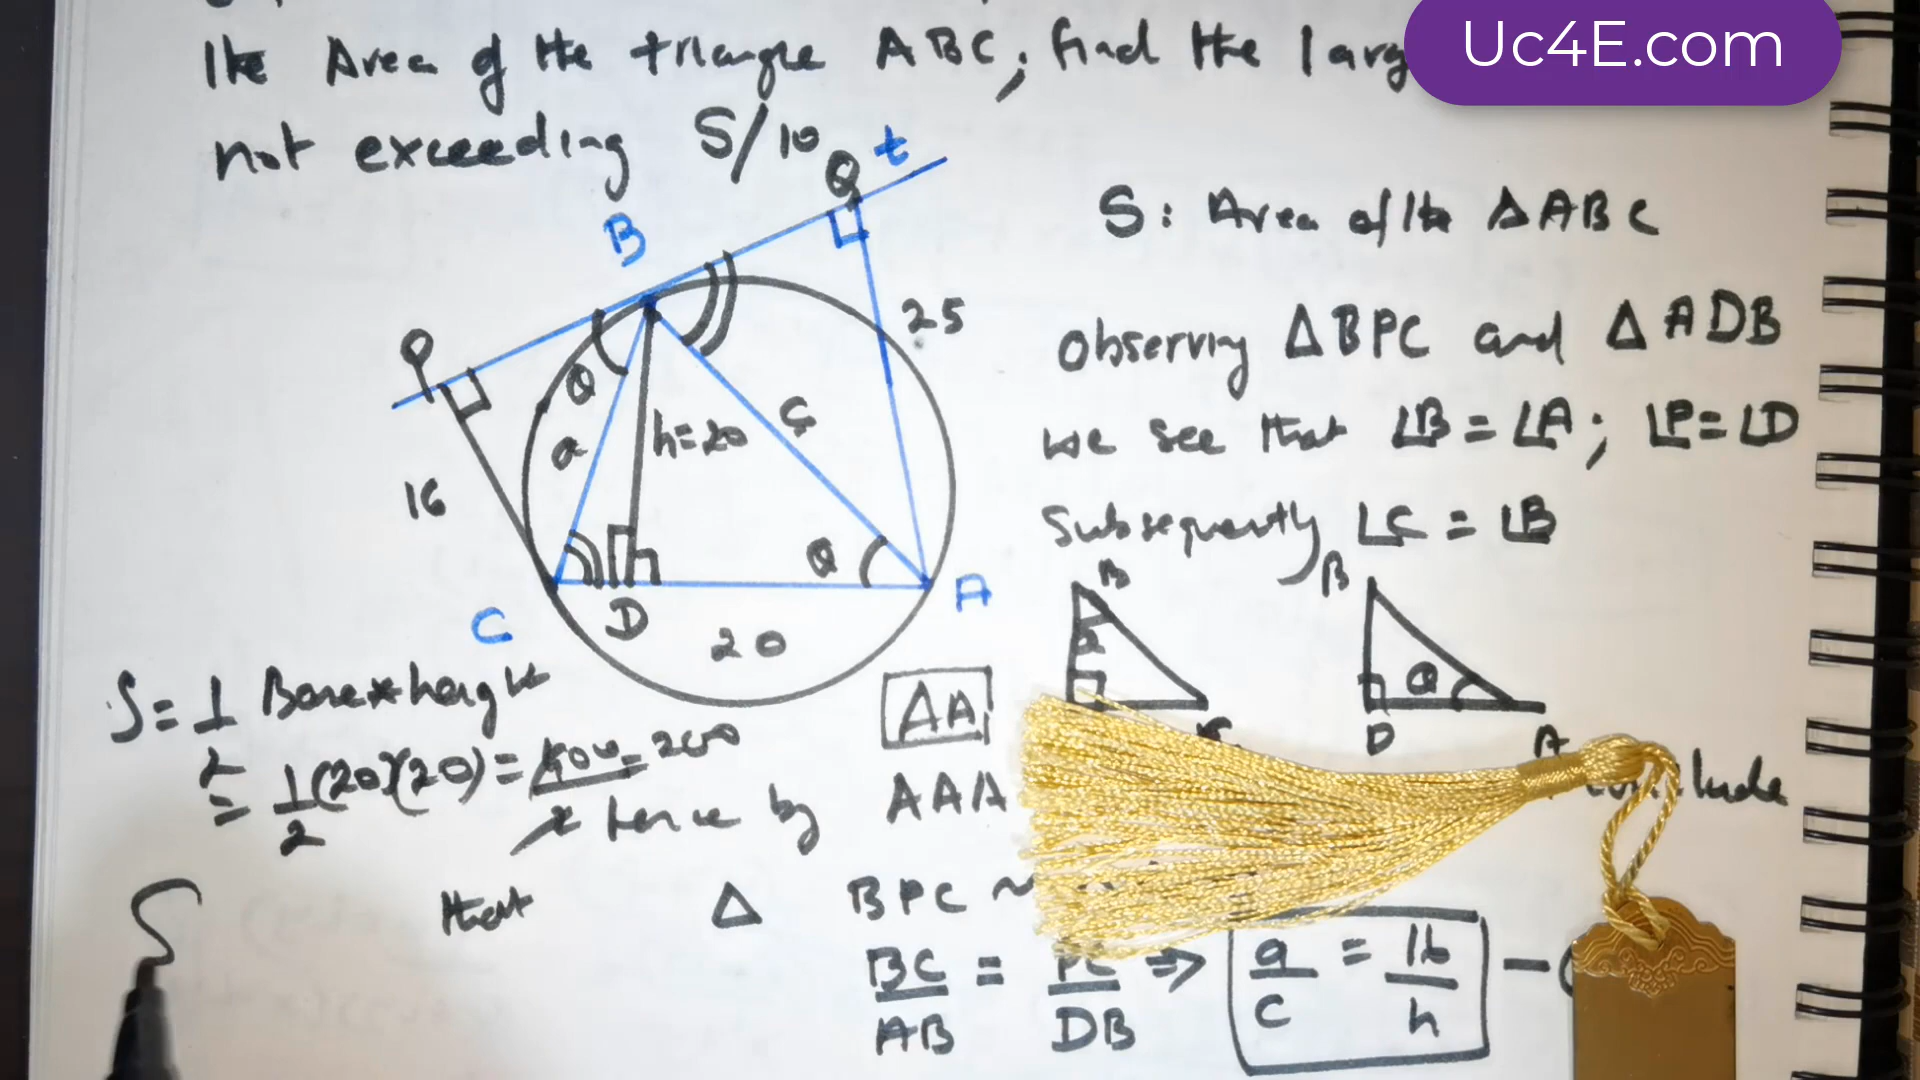 Uc4E.com
the Area of the triangle ABC; find the larg
not exceeding S/10
Q t
B
S: Area of the ΔABC
P
25
observing ΔBPC and ΔADB
θ
a
h=20
c
we see that ∠B = ∠A; ∠P = ∠D
16
Subsequently ∠C = ∠B
θ
C D A
20
B B
D θ A
S = 1/2 Base * height
= 1/2 (20)(20) = 400/2 = 200
AA
hence by AAA
that Δ BPC ~
BC/AB = PC/DB ⇒ a/c = 16/h
S